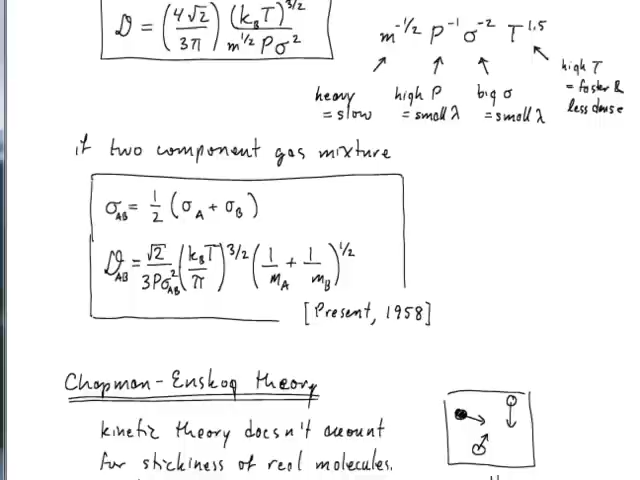 𝒟 = (4√2 / 3π) (k_B T)^3/2 / (m^1/2 P σ^2)
m^-1/2 P^-1 σ^-2 T^1.5
heavy = slow
high P = small λ
big σ = small λ
high T = faster & less dense
if two component gas mixture
σ_AB = 1/2 (σ_A + σ_B)
𝒟_AB = √2 / 3Pσ_AB^2 (k_B T / π)^3/2 (1/m_A + 1/m_B)^1/2
[Present, 1958]
Chapman-Enskog theory
kinetic theory doesn't account
for stickiness of real molecules.